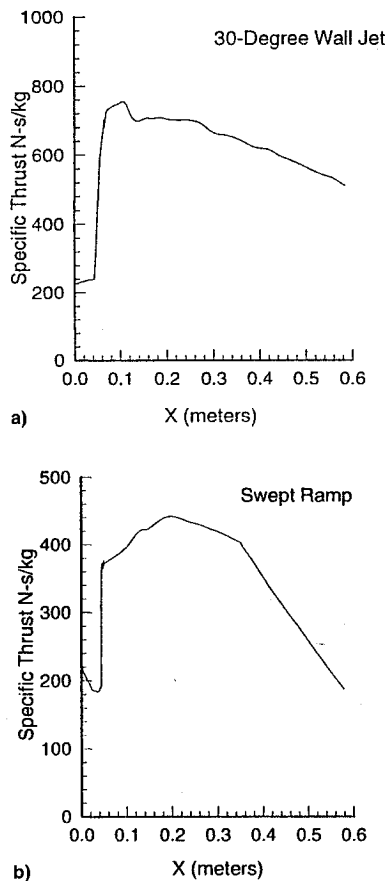 1000
30-Degree Wall Jet
800
600
400
200
0
Specific Thrust N-s/kg
0.0 0.1 0.2 0.3 0.4 0.5 0.6
X (meters)
a)
500
Swept Ramp
400
300
200
100
0
Specific Thrust N-s/kg
0.0 0.1 0.2 0.3 0.4 0.5 0.6
X (meters)
b)